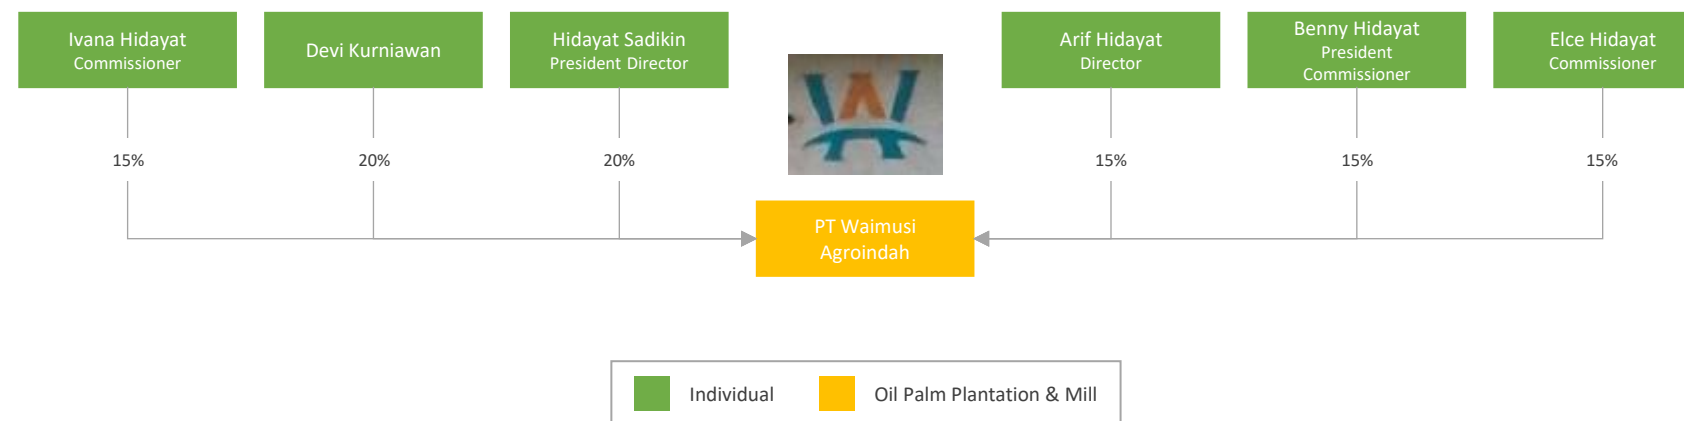 Ivana Hidayat
Commissioner
Devi Kurniawan
Hidayat Sadikin
President Director
Arif Hidayat
Director
Benny Hidayat
President
Commissioner
Elce Hidayat
Commissioner
WA
15%
20%
20%
15%
15%
15%
PT Waimusi
Agroindah
Individual
Oil Palm Plantation & Mill